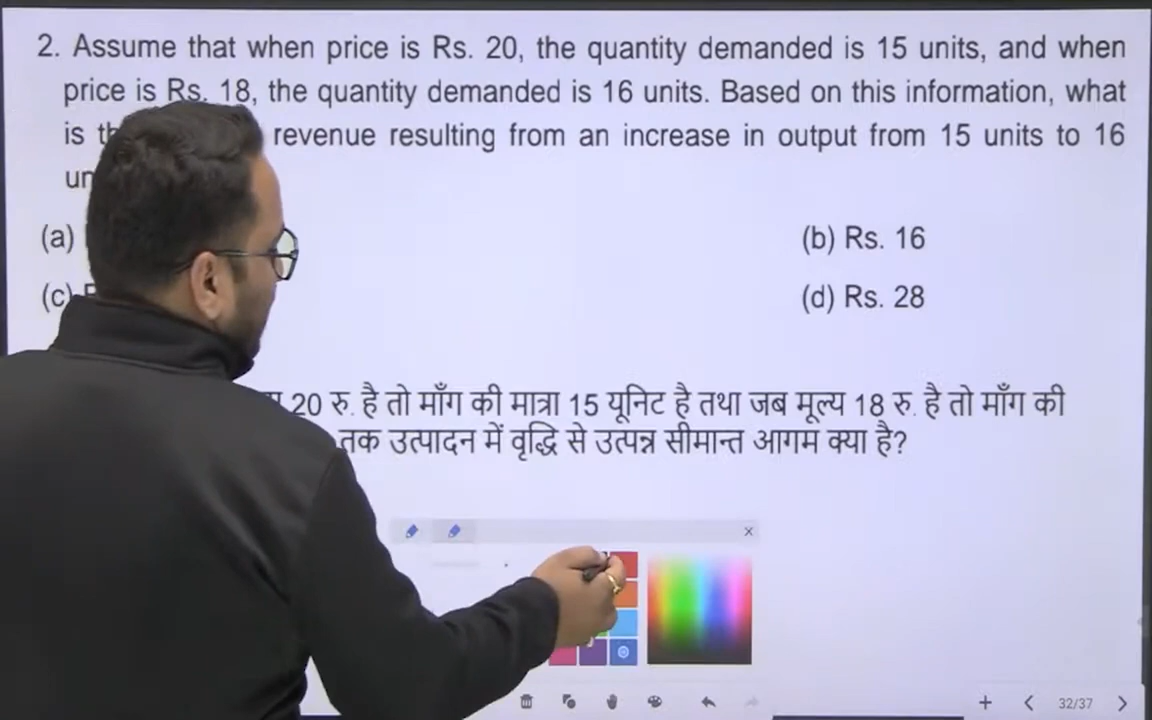 2. Assume that when price is Rs. 20, the quantity demanded is 15 units, and when
price is Rs. 18, the quantity demanded is 16 units. Based on this information, what
is revenue resulting from an increase in output from 15 units to 16
(a) (b) Rs. 16
(c) (d) Rs. 28
20 रु. है तो माँग की मात्रा 15 यूनिट है तथा जब मूल्य 18 रु. है तो माँग की
तक उत्पादन में वृद्धि से उत्पन्न सीमान्त आगम क्या है?
32/37